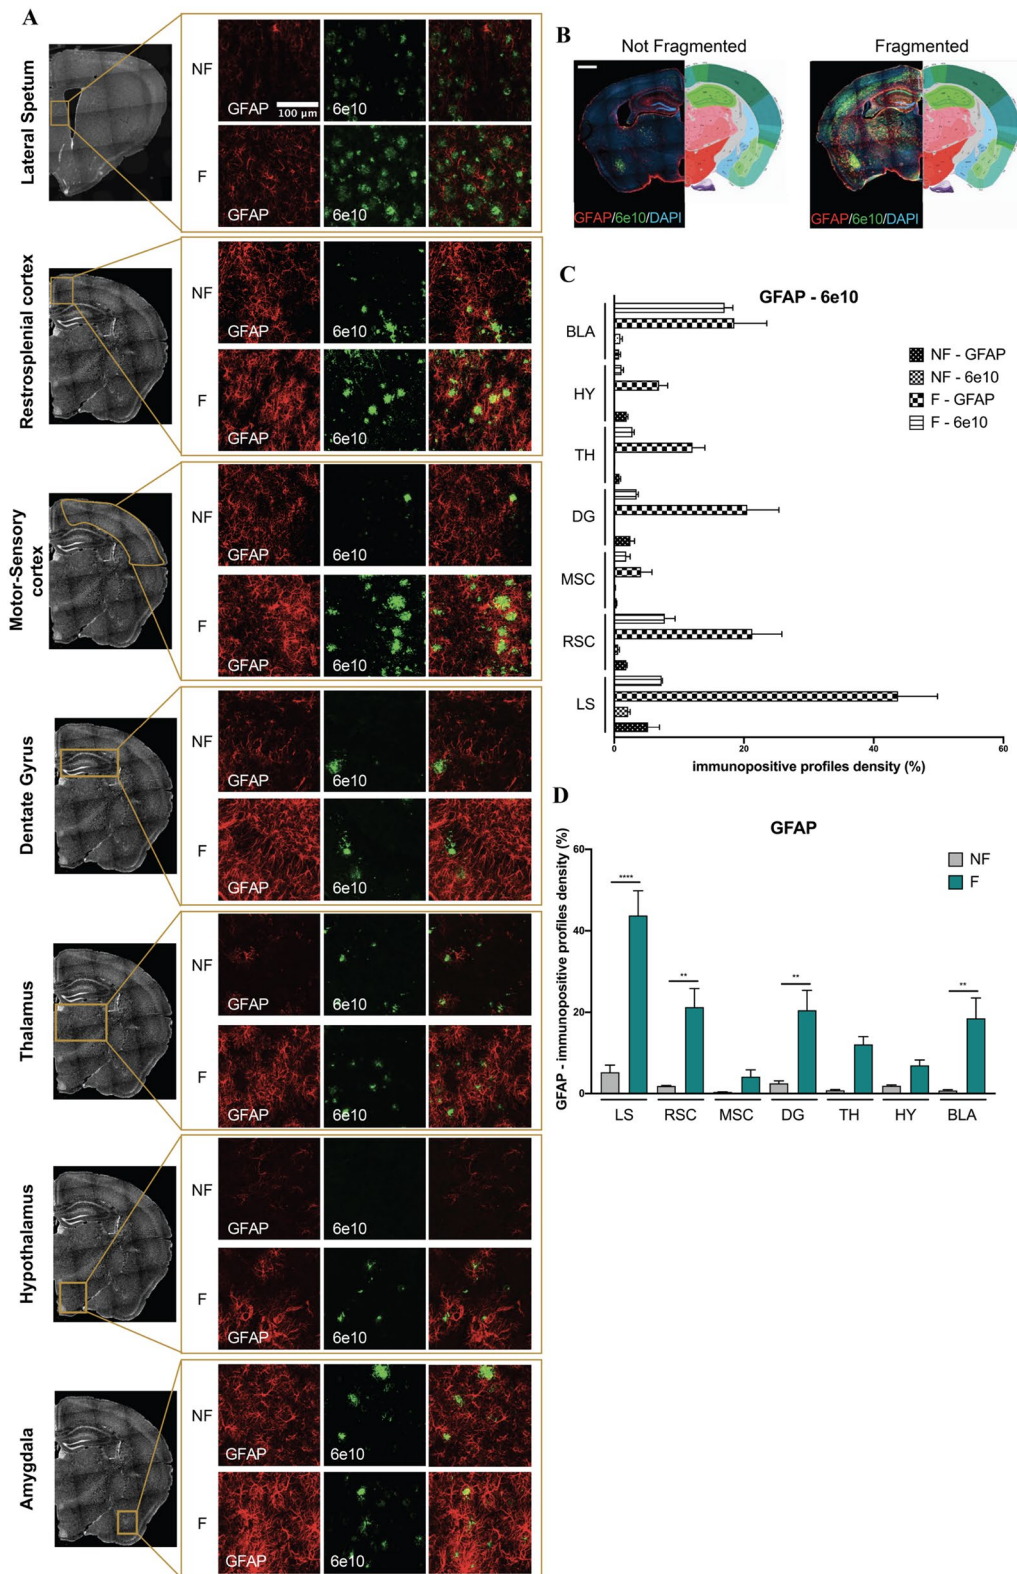 A
Lateral Spetum
NF
GFAP
100 µm
6e10
F
GFAP
6e10
Restrosplenial cortex
NF
GFAP
6e10
F
GFAP
6e10
Motor-Sensory
cortex
NF
GFAP
6e10
F
GFAP
6e10
Dentate Gyrus
NF
GFAP
6e10
F
GFAP
6e10
Thalamus
NF
GFAP
6e10
F
GFAP
6e10
Hypothalamus
NF
GFAP
6e10
F
GFAP
6e10
Amygdala
NF
GFAP
6e10
F
GFAP
6e10
B
Not Fragmented
Fragmented
GFAP/6e10/DAPI
GFAP/6e10/DAPI
C
GFAP - 6e10
BLA
HY
TH
DG
MSC
RSC
LS
NF - GFAP
NF - 6e10
F - GFAP
F - 6e10
0 20 40 60
immunopositive profiles density (%)
D
GFAP
GFAP - immunopositive profiles density (%)
60
40
20
0
NF
F
****
**
**
**
LS RSC MSC DG TH HY BLA